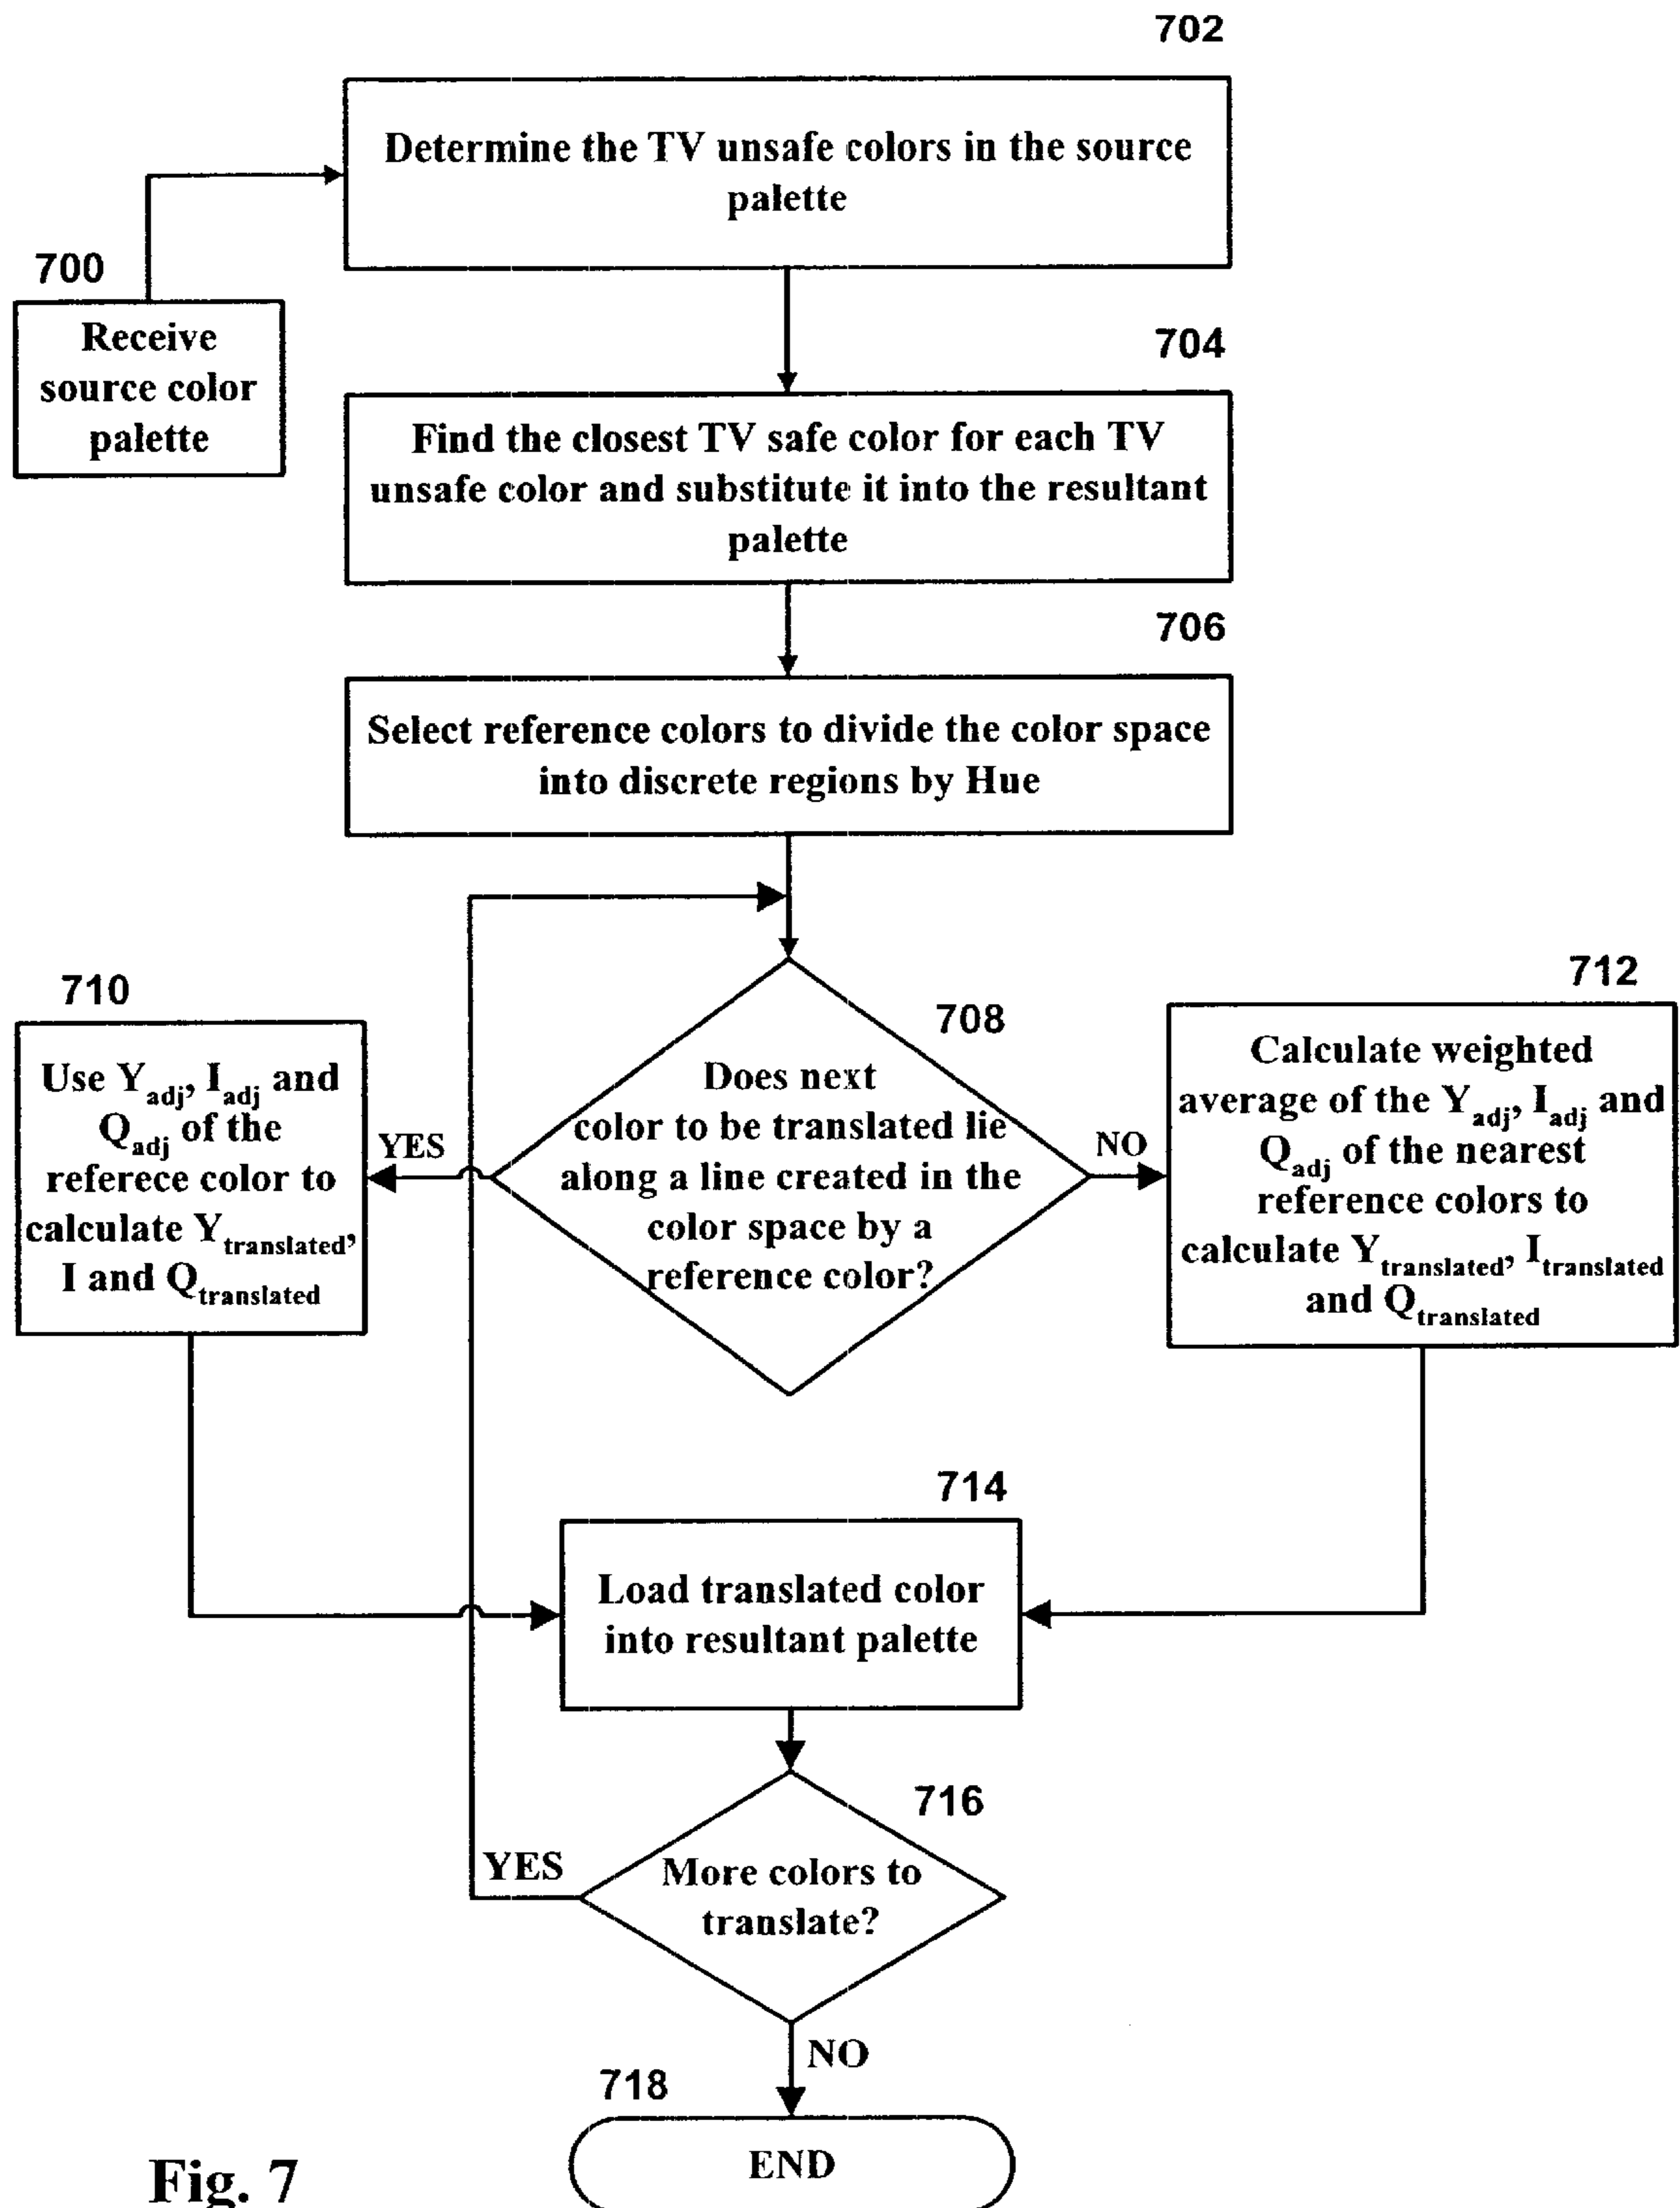 702
Determine the TV unsafe colors in the source
palette
700
Receive
source color
palette
704
Find the closest TV safe color for each TV
unsafe color and substitute it into the resultant
palette
706
Select reference colors to divide the color space
into discrete regions by Hue
708
Does next
color to be translated lie
along a line created in the
color space by a
reference color?
YES
NO
710
Use Yadj, Iadj and
Qadj of the
referece color to
calculate Ytranslated,
I and Qtranslated
712
Calculate weighted
average of the Yadj, Iadj and
Qadj of the nearest
reference colors to
calculate Ytranslated, Itranslated
and Qtranslated
714
Load translated color
into resultant palette
716
More colors to
translate?
YES
NO
718
END
Fig. 7